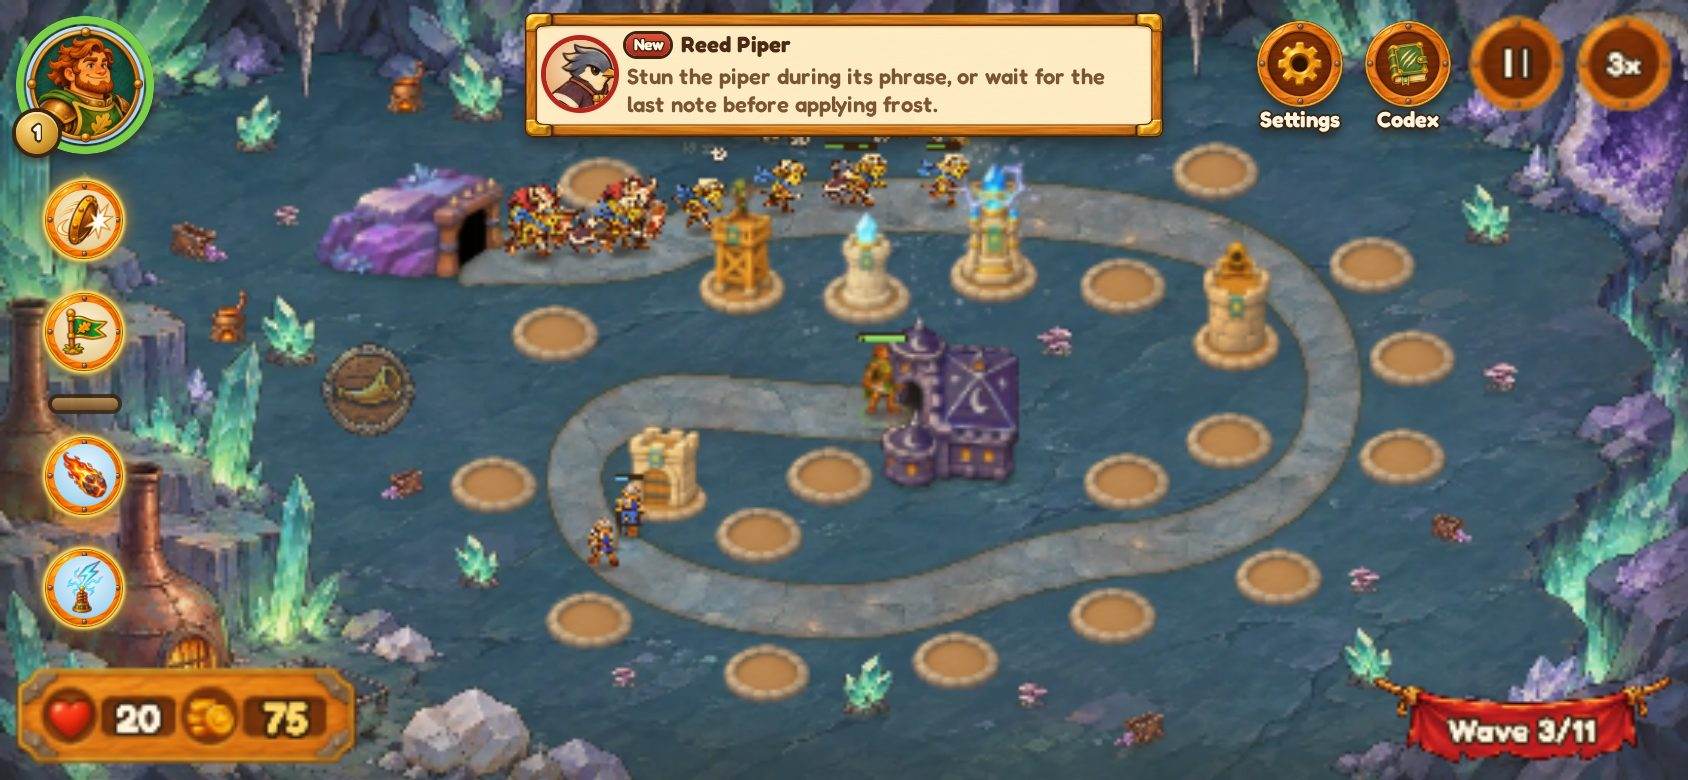 New Reed Piper
Stun the piper during its phrase, or wait for the
last note before applying frost.
Settings
Codex
3x
1
20
75
Wave 3/11